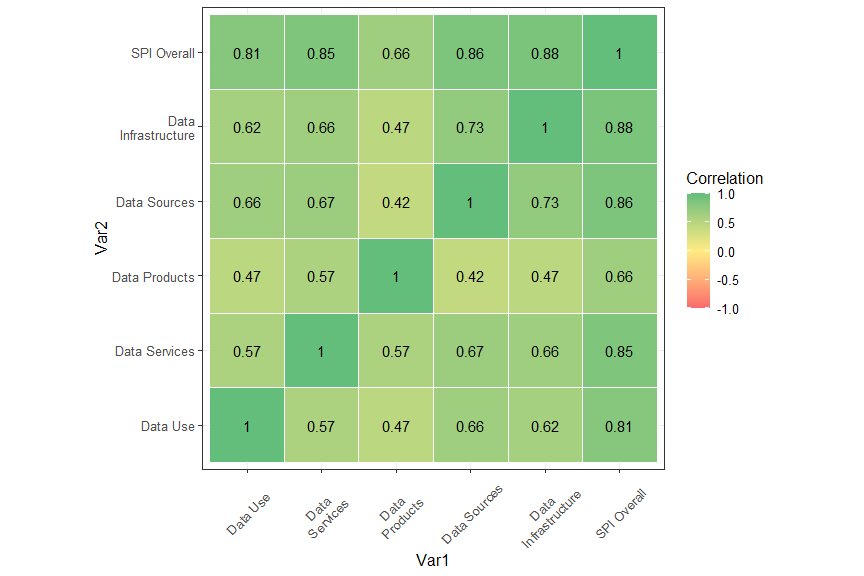 SPI Overall
0.81 0.85 0.66 0.86 0.88 1
Data
Infrastructure
0.62 0.66 0.47 0.73 1 0.88
Data Sources
0.66 0.67 0.42 1 0.73 0.86
Data Products
0.47 0.57 1 0.42 0.47 0.66
Data Services
0.57 1 0.57 0.67 0.66 0.85
Data Use
1 0.57 0.47 0.66 0.62 0.81
Var2
Data Use
Data
Services
Data
Products
Data Sources
Data
Infrastructure
SPI Overall
Var1
Correlation
1.0
0.5
0.0
-0.5
-1.0